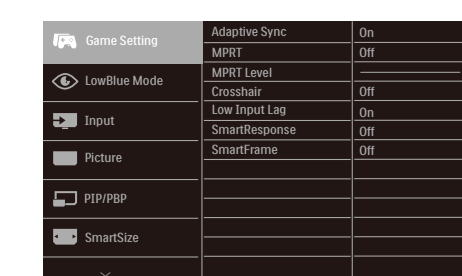 Game Setting
LowBlue Mode
Input
Picture
PIP/PBP
SmartSize
Adaptive Sync On
MPRT Off
MPRT Level
Crosshair Off
Low Input Lag On
SmartResponse Off
SmartFrame Off